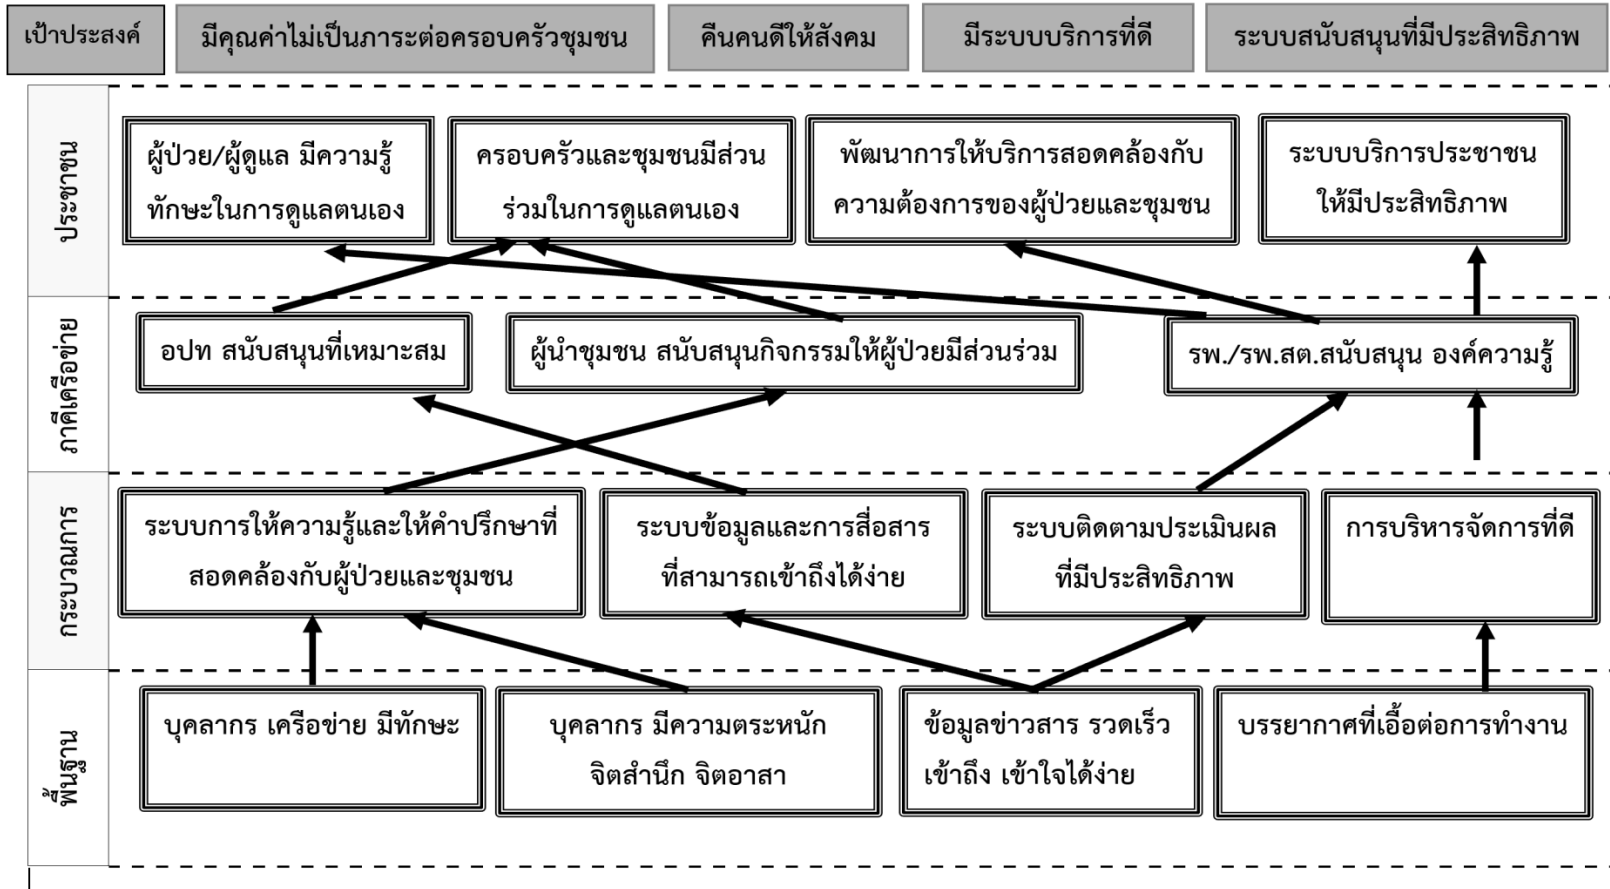 เป้าประสงค์
มีคุณค่าไม่เป็นภาระต่อครอบครัวชุมชน
คืนคนดีให้สังคม
มีระบบบริการที่ดี
ระบบสนับสนุนที่มีประสิทธิภาพ
ประชาชน
ผู้ป่วย/ผู้ดูแล มีความรู้
ทักษะในการดูแลตนเอง
ครอบครัวและชุมชนมีส่วน
ร่วมในการดูแลตนเอง
พัฒนาการให้บริการสอดคล้องกับ
ความต้องการของผู้ป่วยและชุมชน
ระบบบริการประชาชน
ให้มีประสิทธิภาพ
ภาคีเครือข่าย
อปท สนับสนุนที่เหมาะสม
ผู้นำชุมชน สนับสนุนกิจกรรมให้ผู้ป่วยมีส่วนร่วม
รพ./รพ.สต.สนับสนุน องค์ความรู้
กระบวณการ
ระบบการให้ความรู้และให้คำปรึกษาที่
สอดคล้องกับผู้ป่วยและชุมชน
ระบบข้อมูลและการสื่อสาร
ที่สามารถเข้าถึงได้ง่าย
ระบบติดตามประเมินผล
ที่มีประสิทธิภาพ
การบริหารจัดการที่ดี
พื้นฐาน
บุคลากร เครือข่าย มีทักษะ
บุคลากร มีความตระหนัก
จิตสำนึก จิตอาสา
ข้อมูลข่าวสาร รวดเร็ว
เข้าถึง เข้าใจได้ง่าย
บรรยากาศที่เอื้อต่อการทำงาน